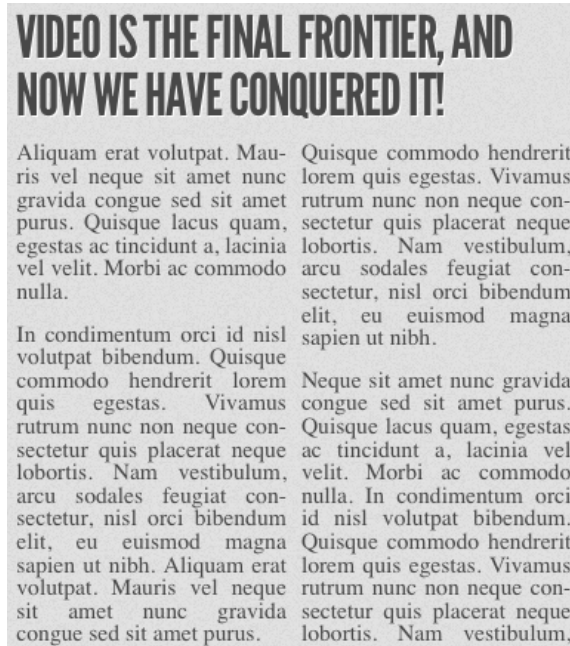 VIDEO IS THE FINAL FRONTIER, AND
NOW WE HAVE CONQUERED IT!
Aliquam erat volutpat. Mau-
ris vel neque sit amet nunc
gravida congue sed sit amet
purus. Quisque lacus quam,
egestas ac tincidunt a, lacinia
vel velit. Morbi ac commodo
nulla.
In condimentum orci id nisl
volutpat bibendum. Quisque
commodo hendrerit lorem
quis egestas. Vivamus
rutrum nunc non neque con-
sectetur quis placerat neque
lobortis. Nam vestibulum,
arcu sodales feugiat con-
sectetur, nisl orci bibendum
elit, eu euismod magna
sapien ut nibh. Aliquam erat
volutpat. Mauris vel neque
sit amet nunc gravida
congue sed sit amet purus.
Quisque commodo hendrerit
lorem quis egestas. Vivamus
rutrum nunc non neque con-
sectetur quis placerat neque
lobortis. Nam vestibulum,
arcu sodales feugiat con-
sectetur, nisl orci bibendum
elit, eu euismod magna
sapien ut nibh.
Neque sit amet nunc gravida
congue sed sit amet purus.
Quisque lacus quam, egestas
ac tincidunt a, lacinia vel
velit. Morbi ac commodo
nulla. In condimentum orci
id nisl volutpat bibendum.
Quisque commodo hendrerit
lorem quis egestas. Vivamus
rutrum nunc non neque con-
sectetur quis placerat neque
lobortis. Nam vestibulum,